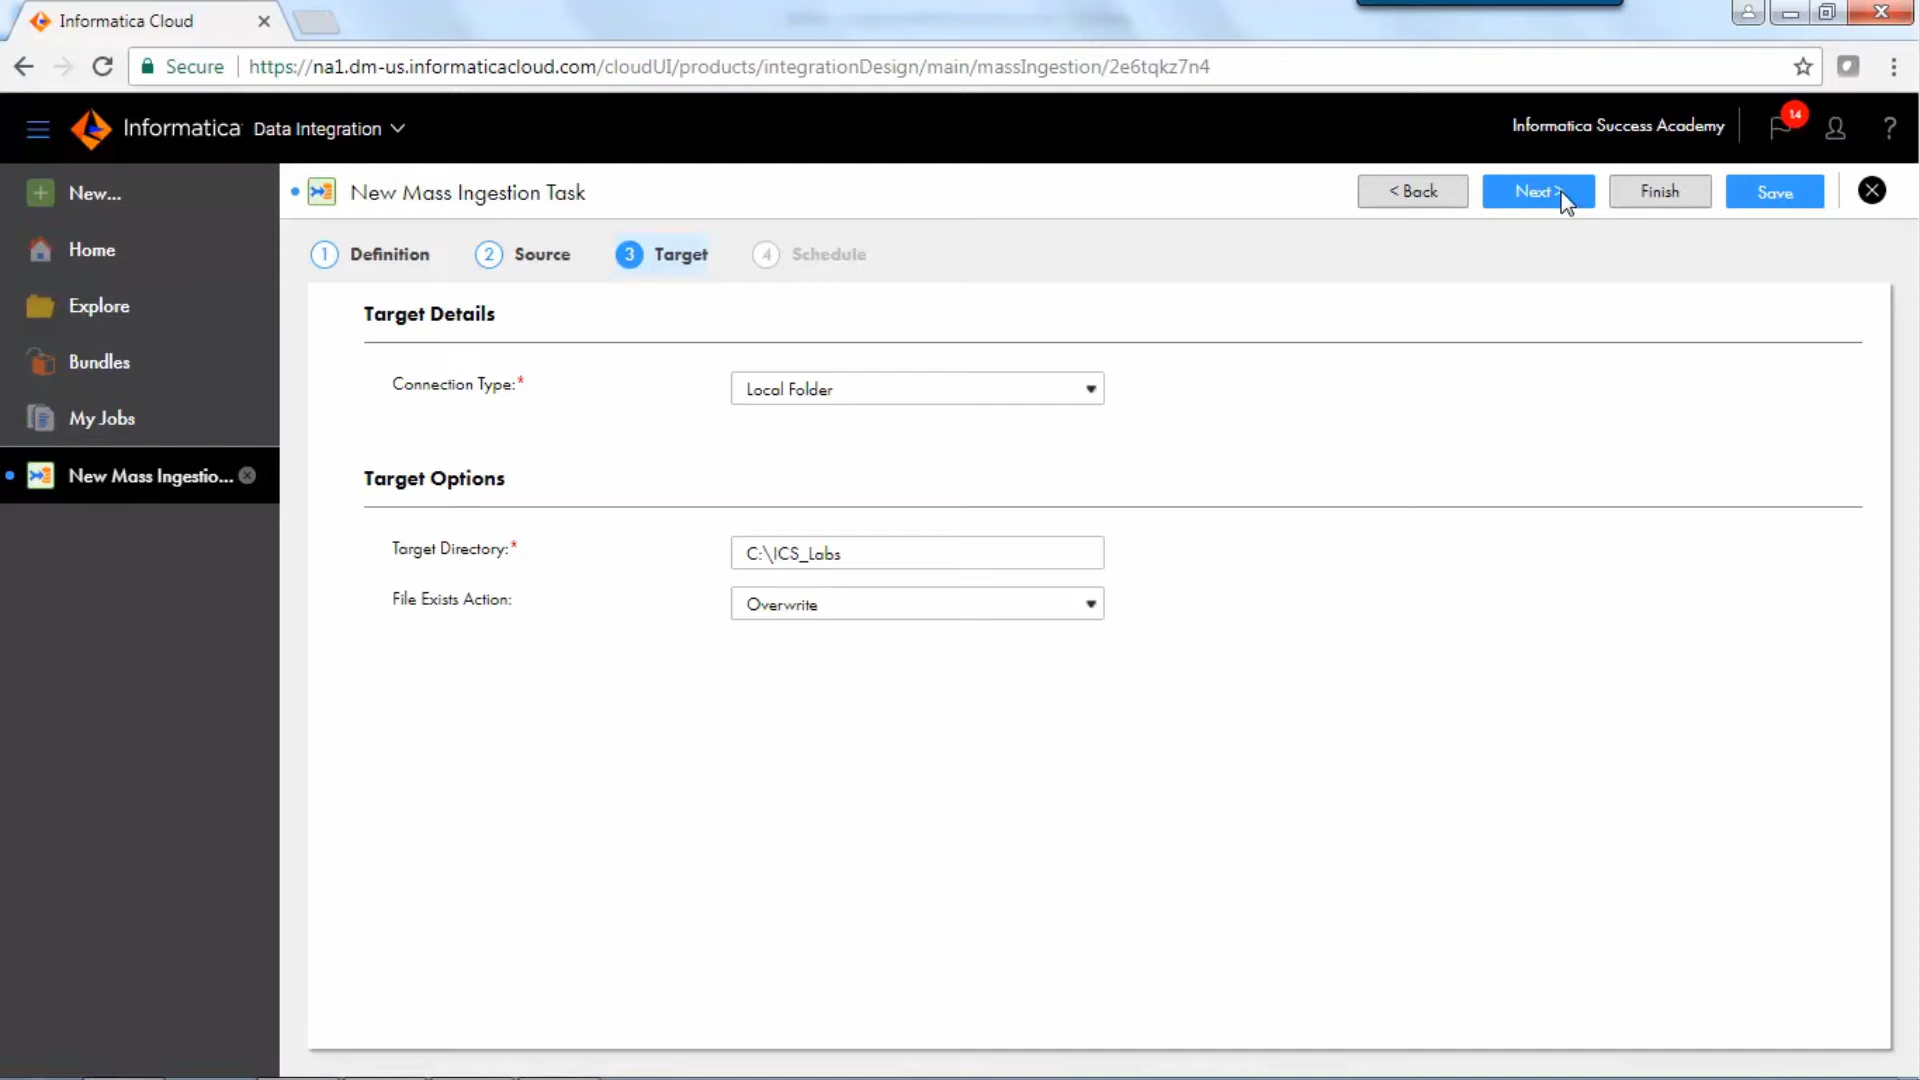 Informatica Cloud
Secure https://na1.dm-us.informaticacloud.com/cloudUI/products/integrationDesign/main/massIngestion/2e6tqkz7n4
Informatica Data Integration
Informatica Success Academy
14
?
New...
Home
Explore
Bundles
My Jobs
New Mass Ingestio...
New Mass Ingestion Task
< Back
Next >
Finish
Save
1 Definition
2 Source
3 Target
4 Schedule
Target Details
Connection Type:*
Local Folder
Target Options
Target Directory:*
C:\ICS_Labs
File Exists Action:
Overwrite